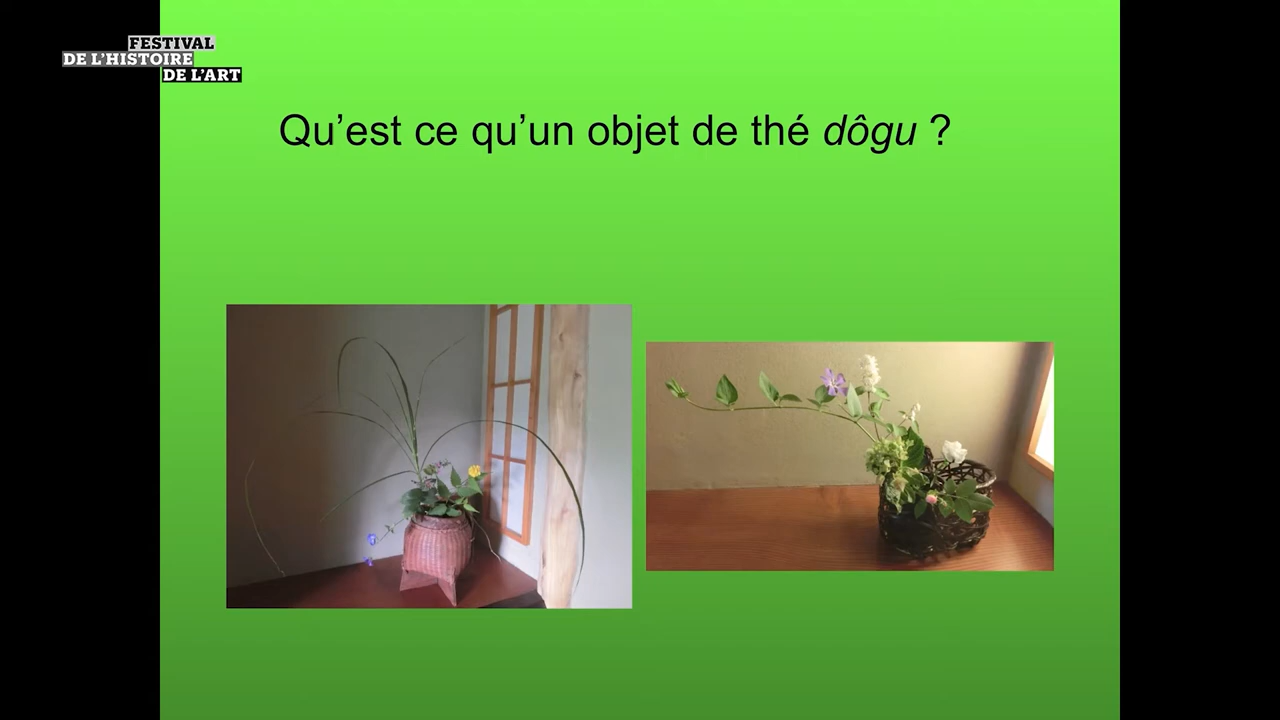 FESTIVAL
DE L'HISTOIRE
DE L'ART
Qu’est ce qu’un objet de thé dôgu ?